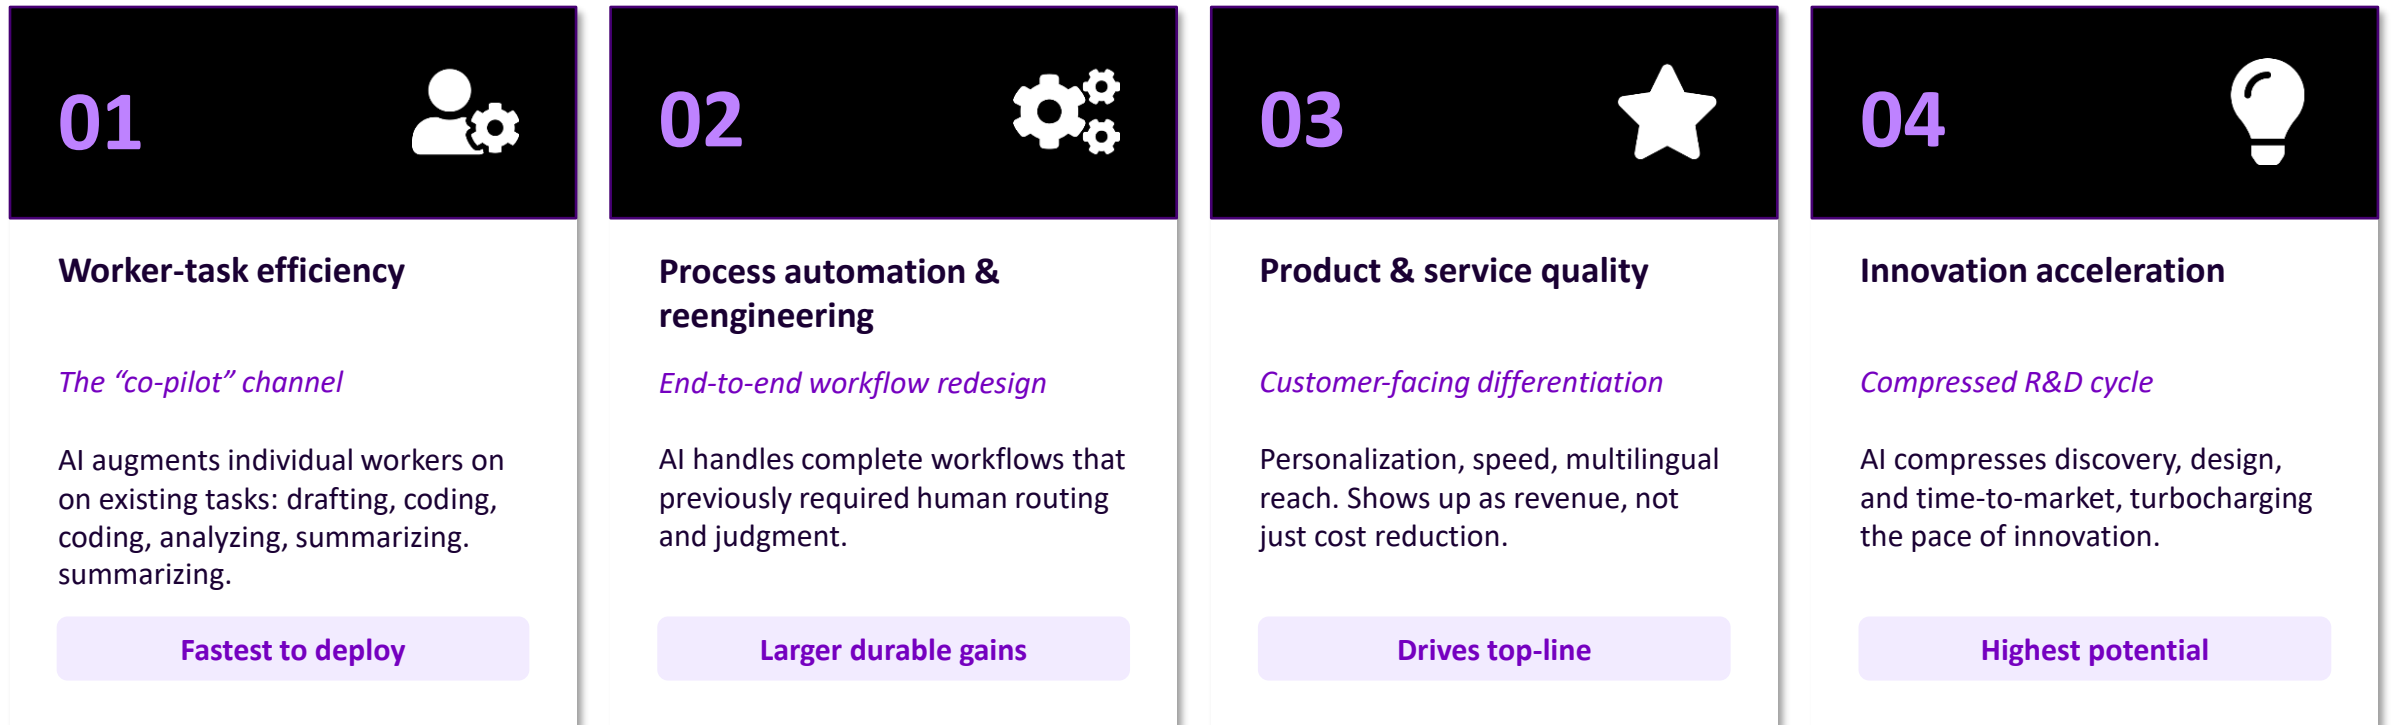 01
Worker-task efficiency
The “co-pilot” channel
AI augments individual workers on
on existing tasks: drafting, coding,
coding, analyzing, summarizing.
summarizing.
Fastest to deploy
02
Process automation &
reengineering
End-to-end workflow redesign
AI handles complete workflows that
previously required human routing
and judgment.
Larger durable gains
03
Product & service quality
Customer-facing differentiation
Personalization, speed, multilingual
reach. Shows up as revenue, not
just cost reduction.
Drives top-line
04
Innovation acceleration
Compressed R&D cycle
AI compresses discovery, design,
and time-to-market, turbocharging
the pace of innovation.
Highest potential